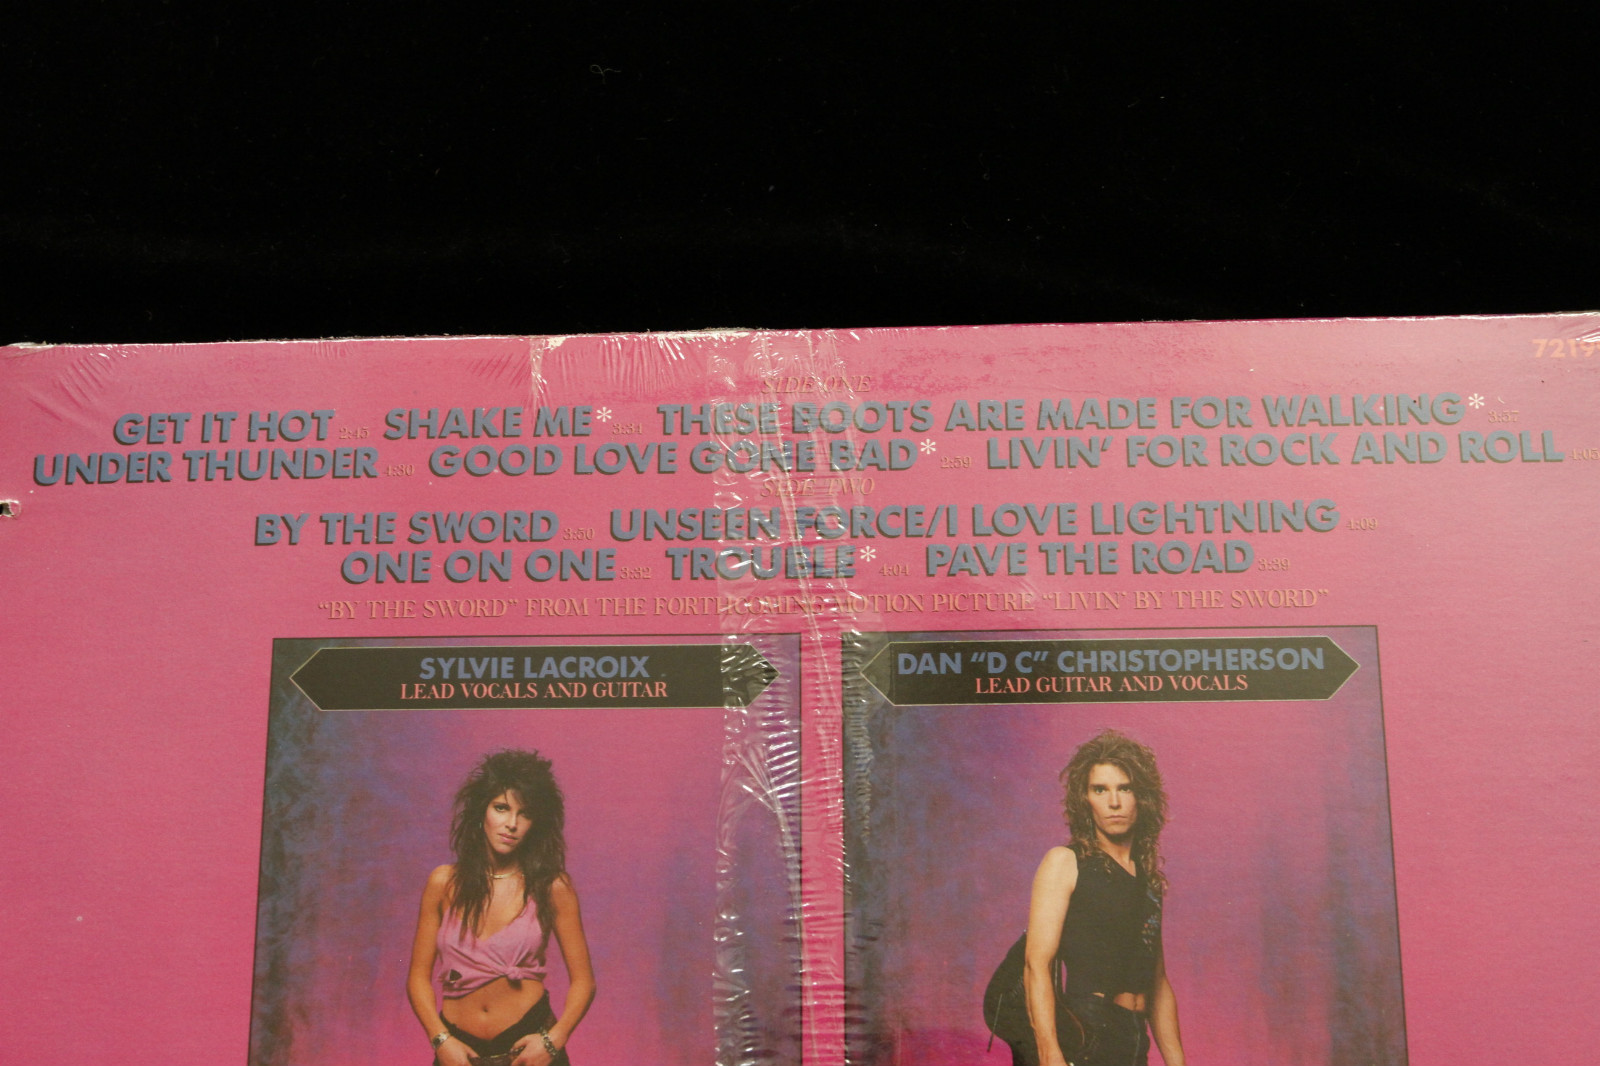 7219
SIDE ONE
GET IT HOT 2:45 SHAKE ME* 3:34 THESE BOOTS ARE MADE FOR WALKING* 3:57
UNDER THUNDER 4:30 GOOD LOVE GONE BAD* 2:59 LIVIN' FOR ROCK AND ROLL 4:05
SIDE TWO
BY THE SWORD 3:50 UNSEEN FORCE/I LOVE LIGHTNING 4:09
ONE ON ONE 3:32 TROUBLE* 4:04 PAVE THE ROAD 3:39
"BY THE SWORD" FROM THE FORTHCOMING MOTION PICTURE "LIVIN' BY THE SWORD"
SYLVIE LACROIX
LEAD VOCALS AND GUITAR
DAN "D C" CHRISTOPHERSON
LEAD GUITAR AND VOCALS